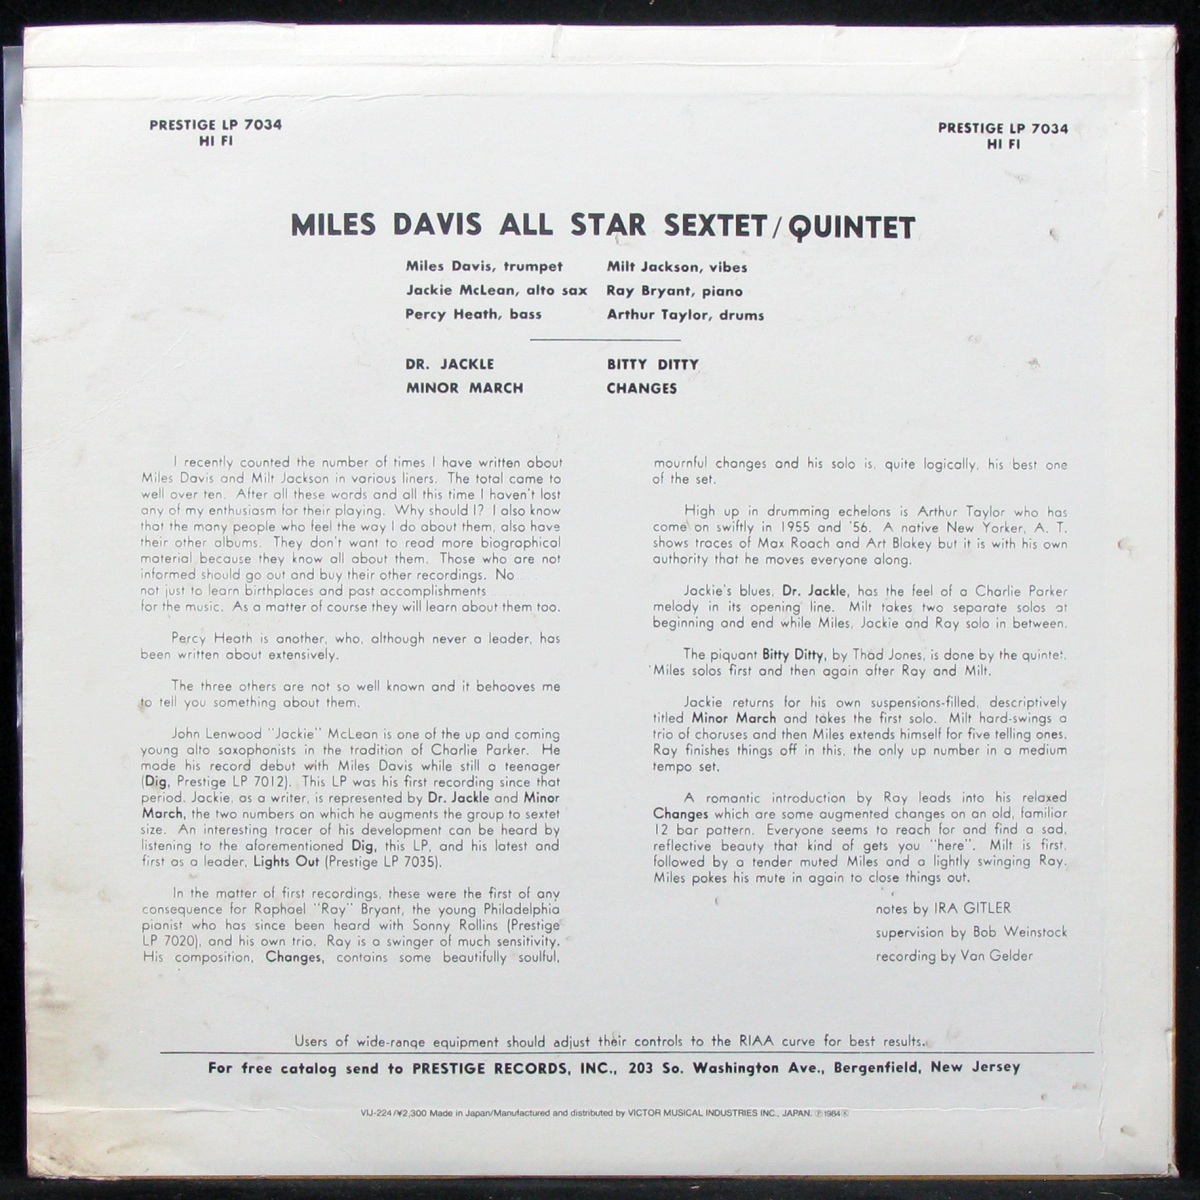 PRESTIGE LP 7034
HI FI
PRESTIGE LP 7034
HI FI
MILES DAVIS ALL STAR SEXTET/QUINTET
Miles Davis, trumpet
Jackie McLean, alto sax
Percy Heath, bass
Milt Jackson, vibes
Ray Bryant, piano
Arthur Taylor, drums
DR. JACKLE
MINOR MARCH
BITTY DITTY
CHANGES
I recently counted the number of times I have written about
Miles Davis and Milt Jackson in various liners. The total came to
well over ten. After all these words and all this time I haven't lost
any of my enthusiasm for their playing. Why should I? I also know
that the many people who feel the way I do about them, also have
their other albums. They don't want to read more biographical
material because they know all about them. Those who are not
informed should go out and buy their other recordings. No
not just to learn birthplaces and past accomplishments
for the music. As a matter of course they will learn about them too.
Percy Heath is another, who, although never a leader, has
been written about extensively.
The three others are not so well known and it behooves me
to tell you something about them.
John Lenwood "Jackie" McLean is one of the up and coming
young alto saxophonists in the tradition of Charlie Parker. He
made his record debut with Miles Davis while still a teenager
(Dig, Prestige LP 7012). This LP was his first recording since that
period. Jackie, as a writer, is represented by Dr. Jackle and Minor
March, the two numbers on which he augments the group to sextet
size. An interesting tracer of his development can be heard by
listening to the aforementioned Dig, this LP, and his latest and
first as a leader, Lights Out (Prestige LP 7035).
In the matter of first recordings, these were the first of any
consequence for Raphael "Ray" Bryant, the young Philadelphia
pianist who has since been heard with Sonny Rollins (Prestige
LP 7020), and his own trio. Ray is a swinger of much sensitivity.
His composition, Changes, contains some beautifully soulful,
mournful changes and his solo is, quite logically, his best one
of the set.
High up in drumming echelons is Arthur Taylor who has
come on swiftly in 1955 and '56. A native New Yorker, A. T.
shows traces of Max Roach and Art Blakey but it is with his own
authority that he moves everyone along.
Jackie's blues, Dr. Jackle, has the feel of a Charlie Parker
melody in its opening line. Milt takes two separate solos at
beginning and end while Miles, Jackie and Ray solo in between.
The piquant Bitty Ditty, by Thad Jones, is done by the quintet.
Miles solos first and then again after Ray and Milt.
Jackie returns for his own suspensions-filled, descriptively
titled Minor March and takes the first solo. Milt hard-swings a
trio of choruses and then Miles extends himself for five telling ones.
Ray finishes things off in this, the only up number in a medium
tempo set.
A romantic introduction by Ray leads into his relaxed
Changes which are some augmented changes on an old, familiar
12 bar pattern. Everyone seems to reach for and find a sad,
reflective beauty that kind of gets you "here". Milt is first,
followed by a tender muted Miles and a lightly swinging Ray.
Miles pokes his mute in again to close things out.
notes by IRA GITLER
supervision by Bob Weinstock
recording by Van Gelder
Users of wide-range equipment should adjust their controls to the RIAA curve for best results.
For free catalog send to PRESTIGE RECORDS, INC., 203 So. Washington Ave., Bergenfield, New Jersey
VIJ-224/¥2,300 Made in Japan/Manufactured and distributed by VICTOR MUSICAL INDUSTRIES INC., JAPAN. Ⓟ1984Ⓚ